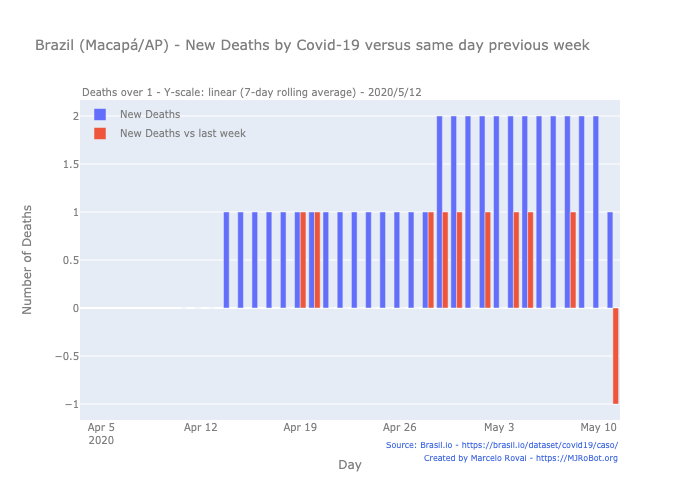 Brazil (Macapá/AP) - New Deaths by Covid-19 versus same day previous week
Deaths over 1 - Y-scale: linear (7-day rolling average) - 2020/5/12
New Deaths
New Deaths vs last week
2
1.5
1
0.5
0
−0.5
−1
Number of Deaths
Apr 5
2020
Apr 12
Apr 19
Apr 26
May 3
May 10
Day
Source: Brasil.io - https://brasil.io/dataset/covid19/caso/
Created by Marcelo Rovai - https://MJRoBot.org